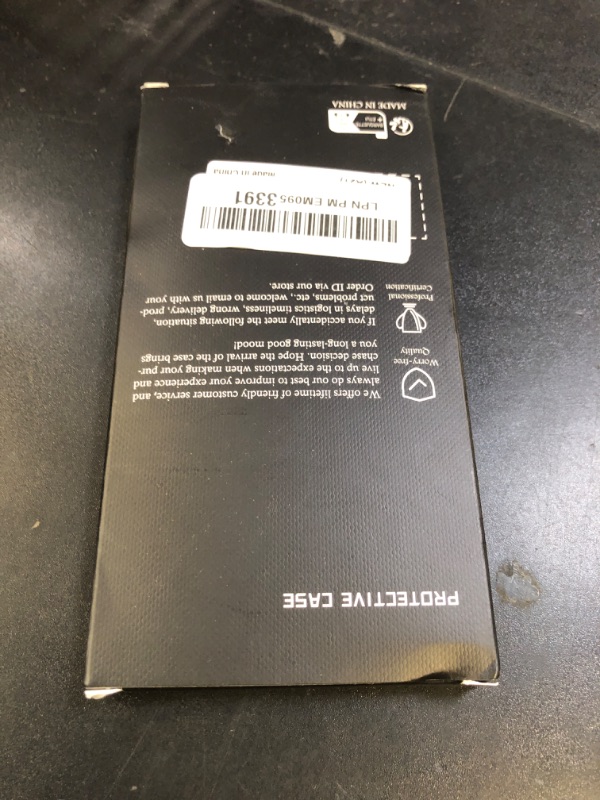 PROTECTIVE CASE
Worry-free
Quality
We offers lifetime of friendly customer service, and
always do our best to improve your experience and
live up to the expectations when making your pur-
chase decision. Hope the arrival of the case brings
you a long-lasting good mood!
Professional
Certification
If you accidentally meet the following situation,
delays in logistics timeliness, wrong delivery, prod-
uct problems, etc., welcome to email us with your
Order ID via our store.
LPN PM EM0953391
Made in China
MADE IN CHINA